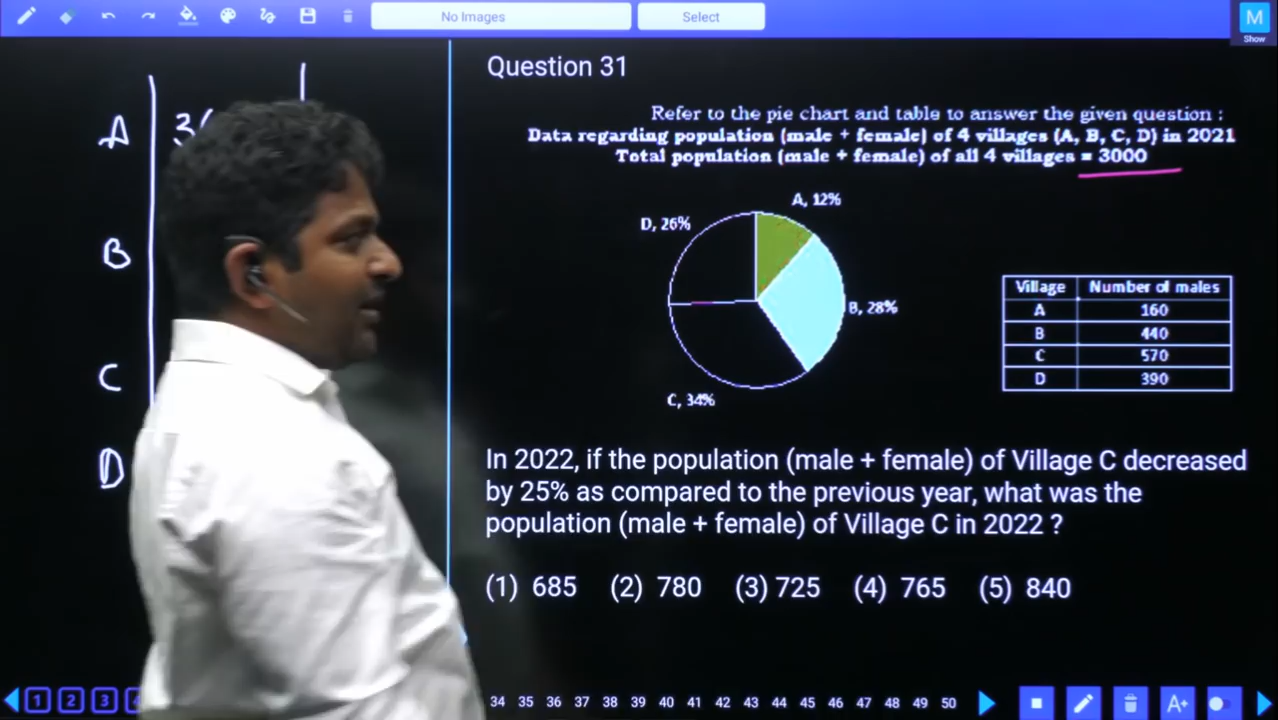 No Images
Select
M
Show
Question 31
Refer to the pie chart and table to answer the given question :
Data regarding population (male + female) of 4 villages (A, B, C, D) in 2021
Total population (male + female) of all 4 villages = 3000
A, 12%
D, 26%
B, 28%
C, 34%
Village Number of males
A 160
B 440
C 570
D 390
In 2022, if the population (male + female) of Village C decreased
by 25% as compared to the previous year, what was the
population (male + female) of Village C in 2022 ?
(1) 685 (2) 780 (3) 725 (4) 765 (5) 840
A
B
C
D
1 2 3 34 35 36 37 38 39 40 41 42 43 44 45 46 47 48 49 50 A+